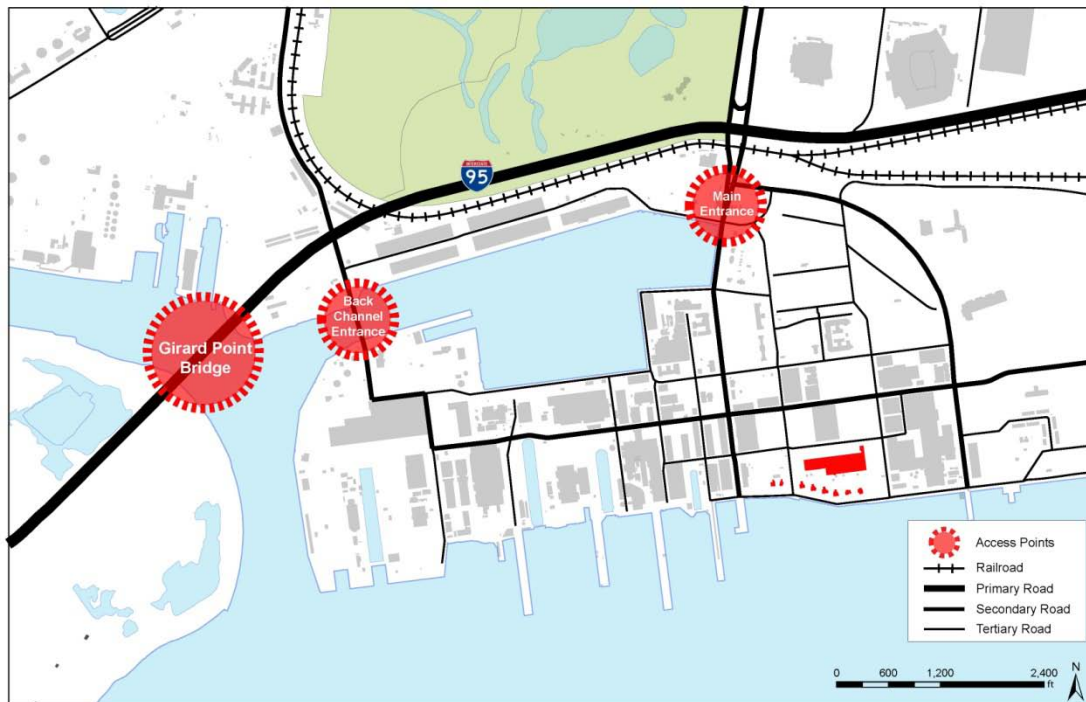 INTERSTATE
95
Main
Entrance
Back
Channel
Entrance
Girard Point
Bridge
Access Points
Railroad
Primary Road
Secondary Road
Tertiary Road
0 600 1,200 2,400
ft
N